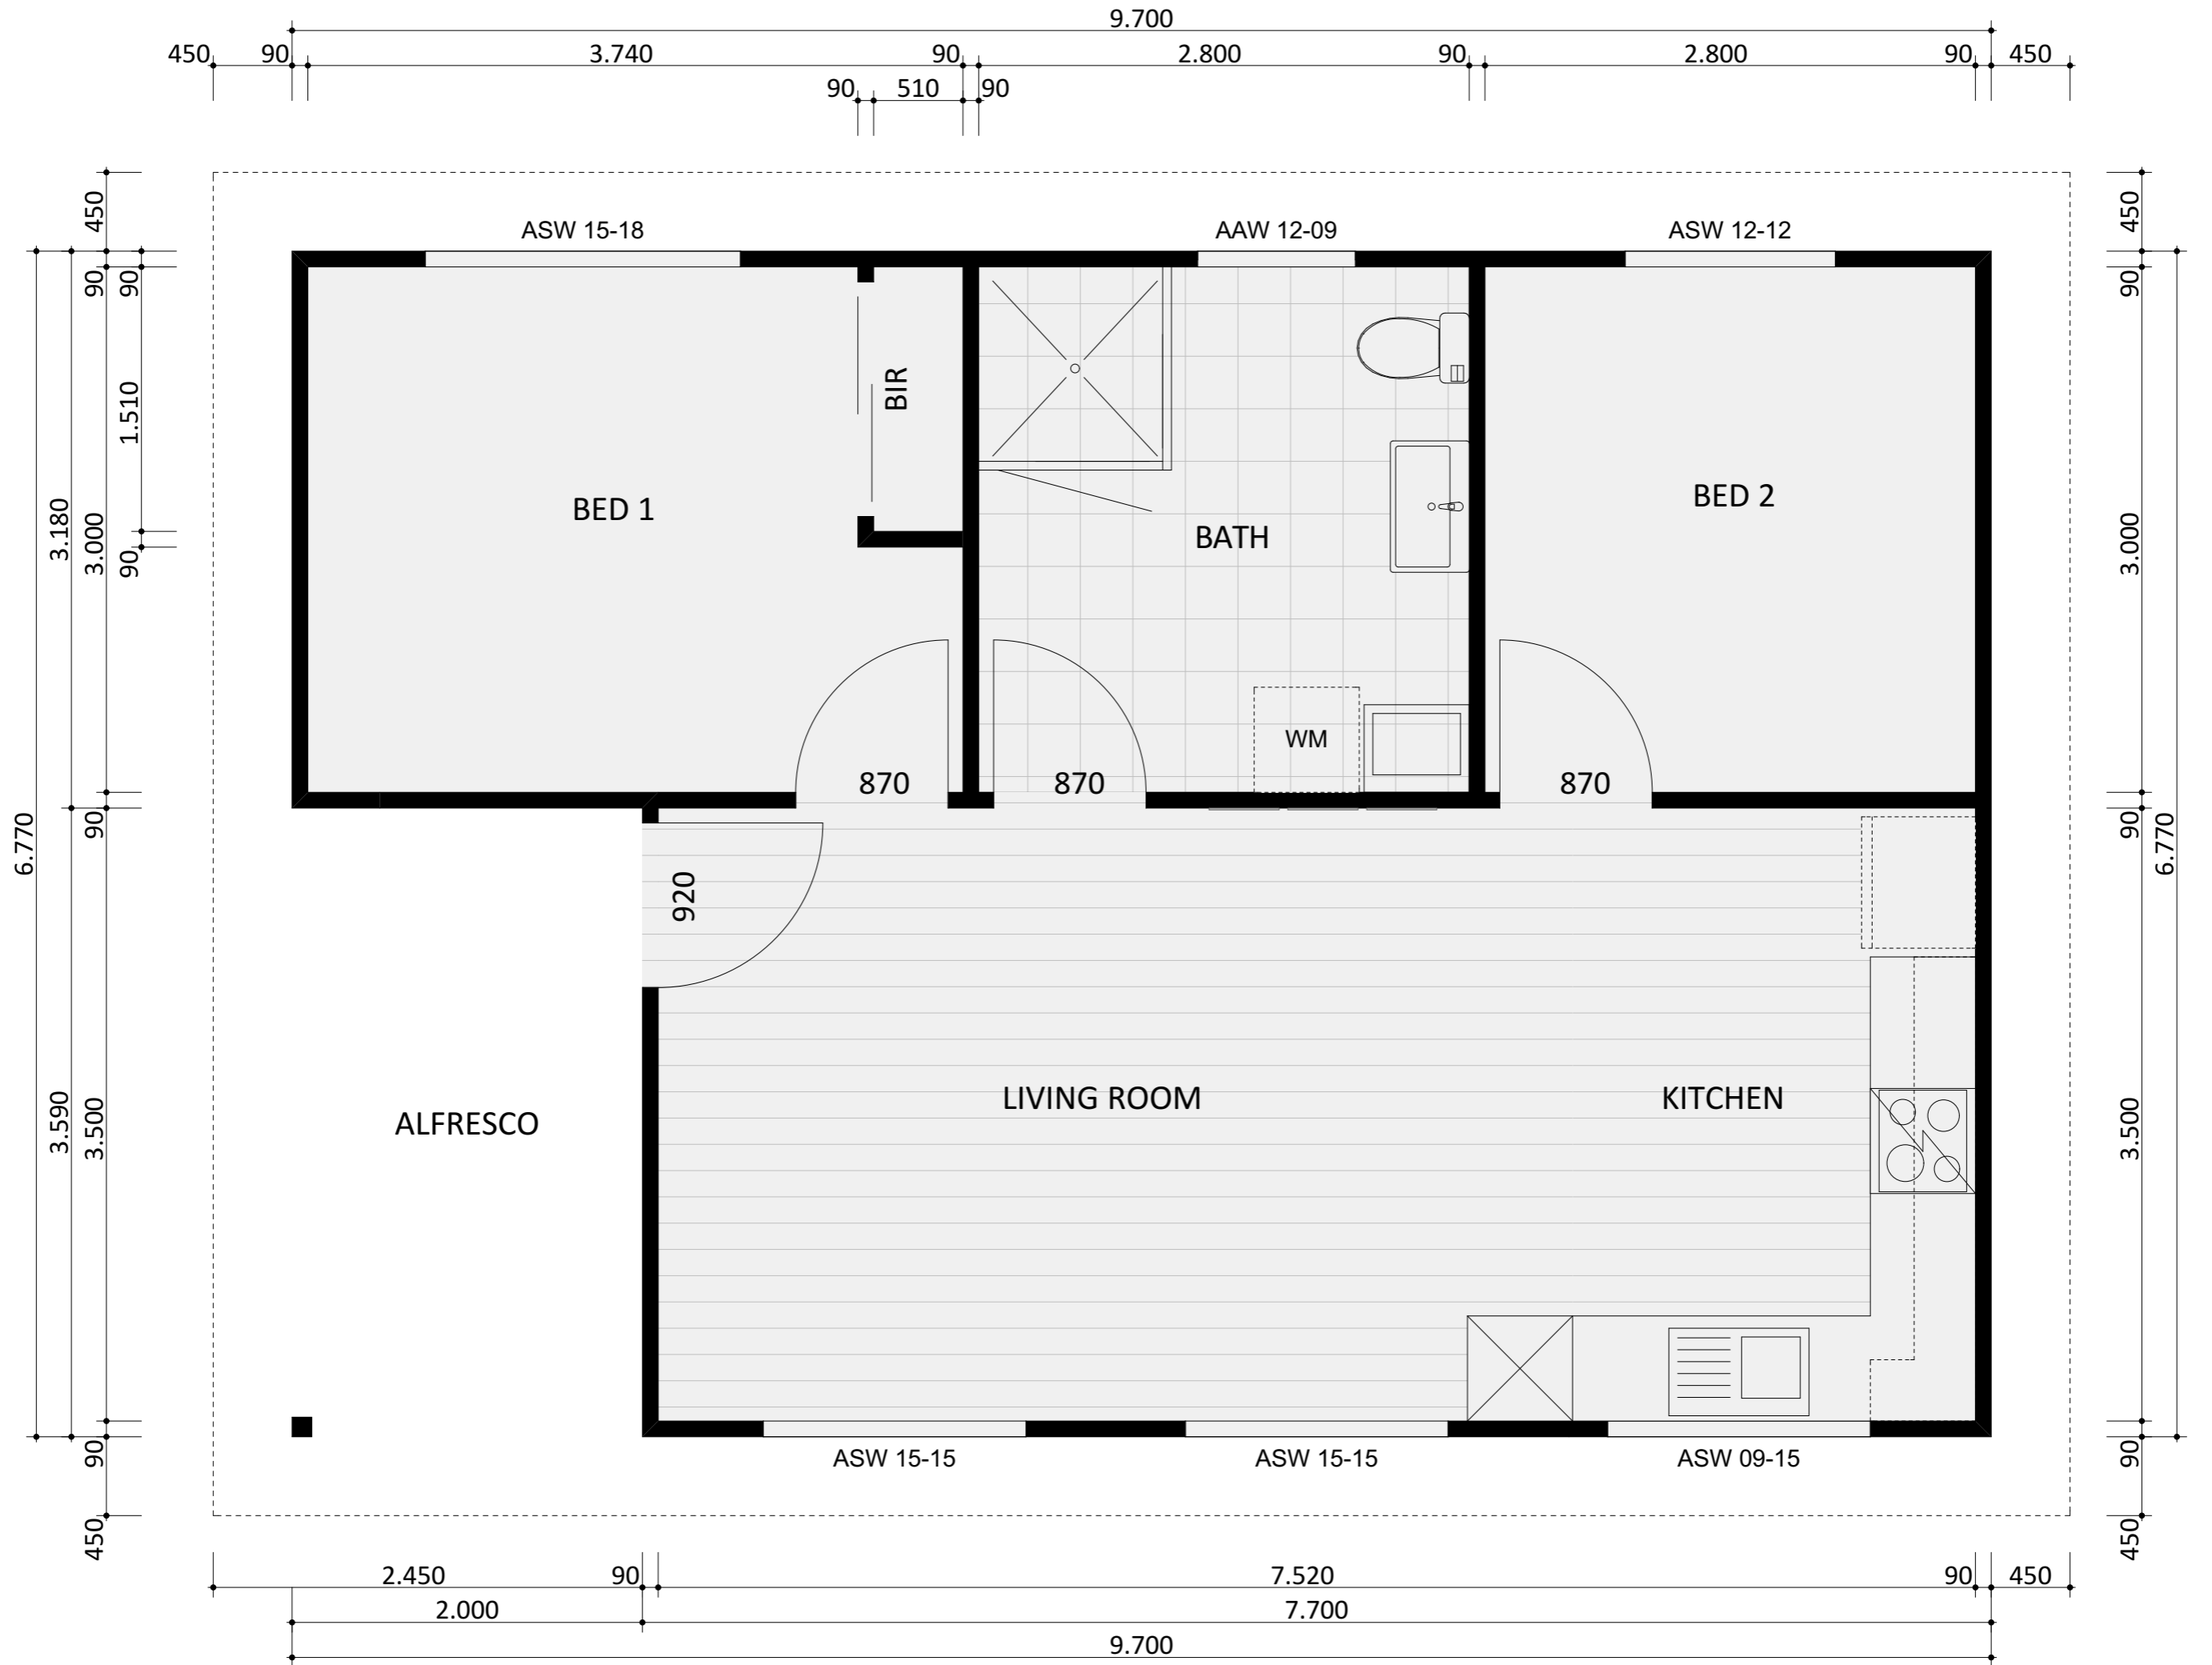 9.700
450 90 3.740 90 2.800 90 2.800 90 450
90 510 90
ASW 15-18 AAW 12-09 ASW 12-12
450
90
3.000
90
3.500
90
450
90
1.510
90
3.180
3.590
6.770
BED 1
BIR
BATH
BED 2
WM
870 870 870
920
ALFRESCO
LIVING ROOM
KITCHEN
ASW 15-15 ASW 15-15 ASW 09-15
450
90
3.000
90
3.500
90
450
6.770
2.450 90 7.520 90 450
2.000 7.700
9.700